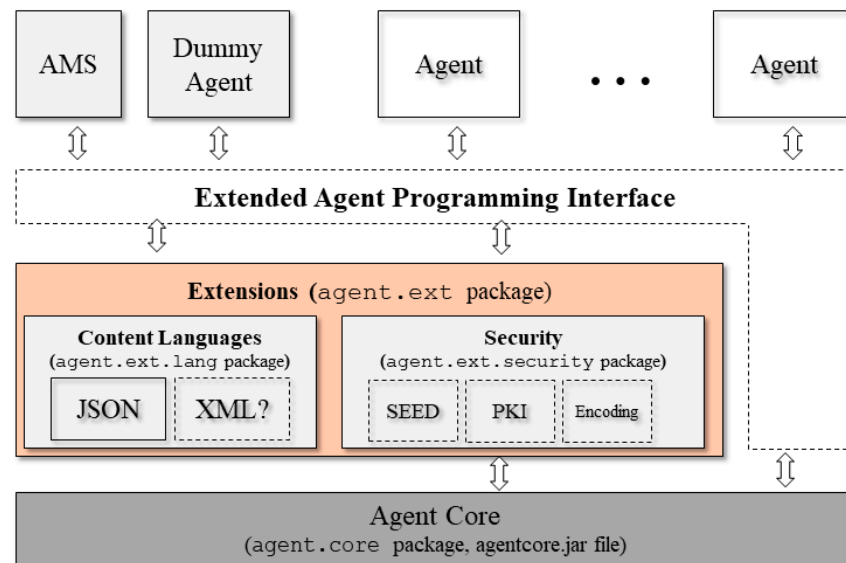 AMS
Dummy
Agent
Agent
• • •
Agent
Extended Agent Programming Interface
Extensions (agent.ext package)
Content Languages
(agent.ext.lang package)
JSON
XML?
Security
(agent.ext.security package)
SEED
PKI
Encoding
Agent Core
(agent.core package, agentcore.jar file)